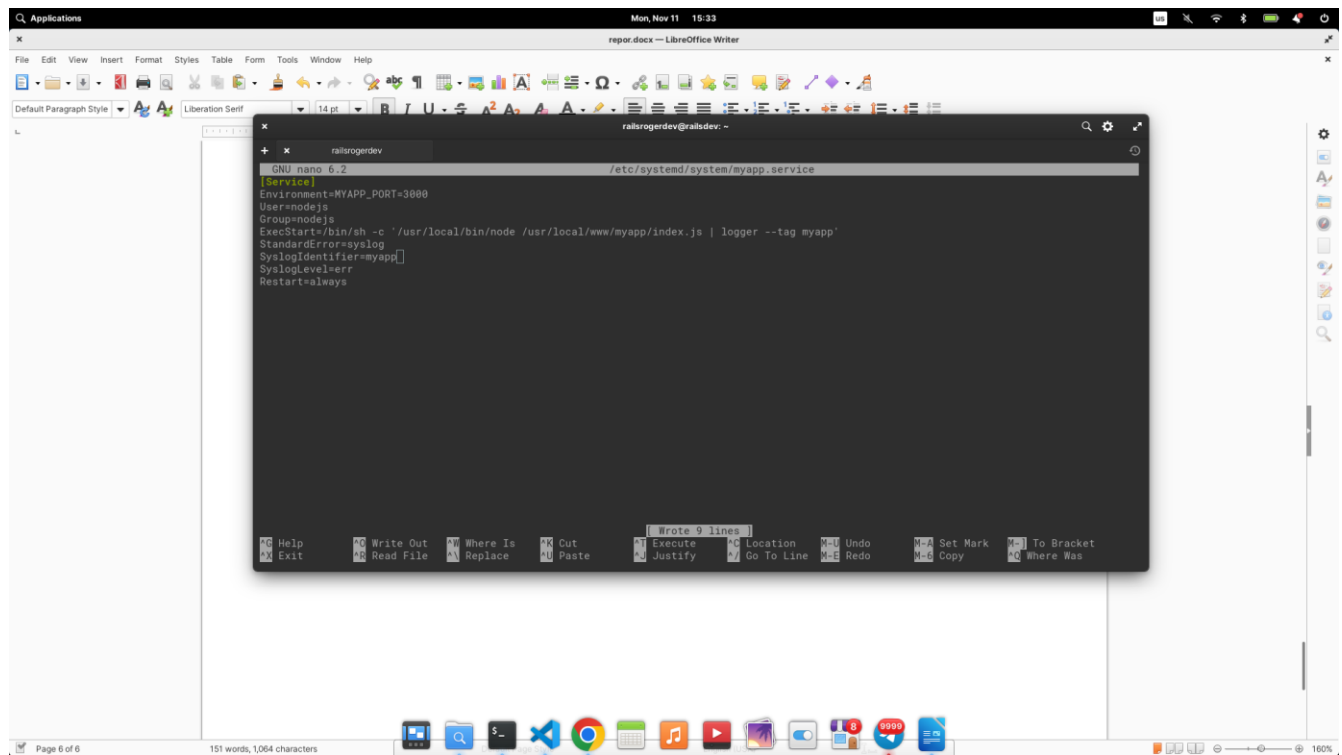 Applications
Mon, Nov 11 15:33
us
repor.docx — LibreOffice Writer
File Edit View Insert Format Styles Table Form Tools Window Help
Default Paragraph Style
Liberation Serif
14 pt
railsrogerdev@railsdev: ~
railsrogerdev
GNU nano 6.2 /etc/systemd/system/myapp.service
[Service]
Environment=MYAPP_PORT=3000
User=nodejs
Group=nodejs
ExecStart=/bin/sh -c '/usr/local/bin/node /usr/local/www/myapp/index.js | logger --tag myapp'
StandardError=syslog
SyslogIdentifier=myapp
SyslogLevel=err
Restart=always
[ Wrote 9 lines ]
^G Help ^O Write Out ^W Where Is ^K Cut ^T Execute ^C Location M-U Undo M-A Set Mark M-] To Bracket
^X Exit ^R Read File ^\ Replace ^U Paste ^J Justify ^/ Go To Line M-E Redo M-6 Copy ^Q Where Was
8
9999
Page 6 of 6
151 words, 1,064 characters
160%